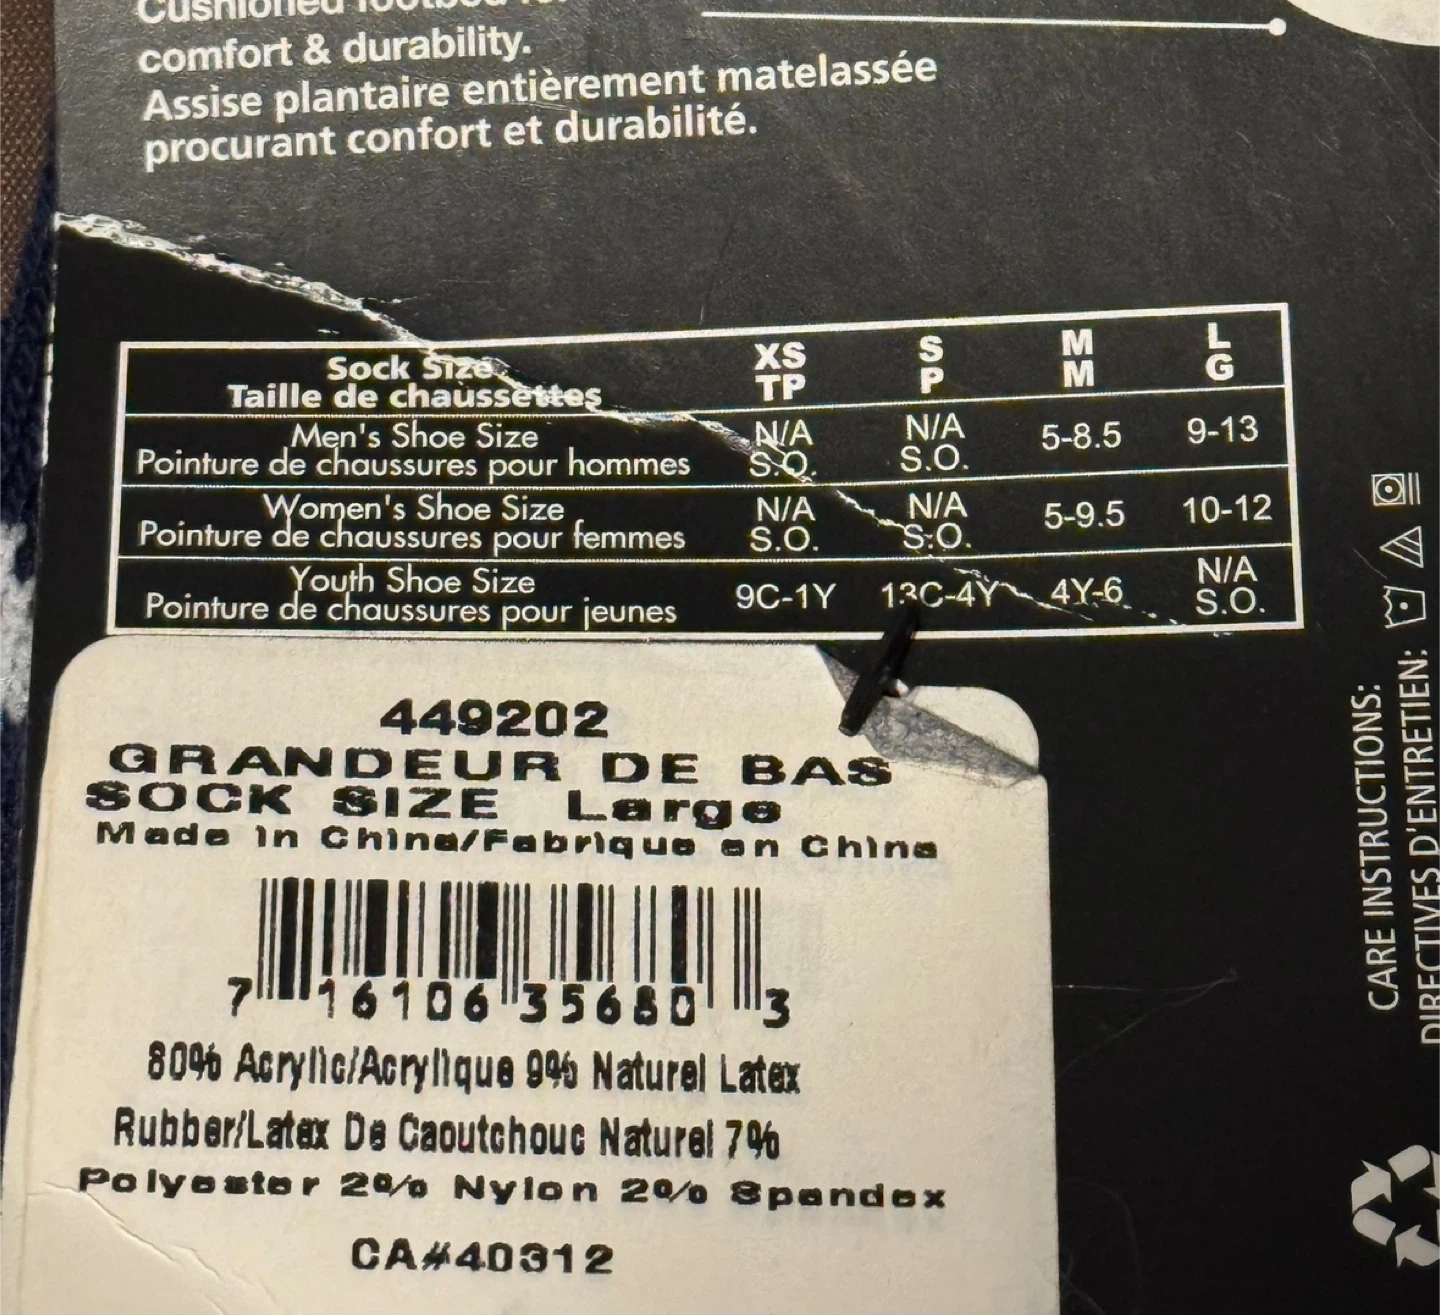 Cushioned footbed for
comfort & durability.
Assise plantaire entièrement matelassée
procurant confort et durabilité.
Sock Size XS S M L
Taille de chaussettes TP P M G
Men's Shoe Size N/A N/A 5-8.5 9-13
Pointure de chaussures pour hommes S.O. S.O.
Women's Shoe Size N/A N/A 5-9.5 10-12
Pointure de chaussures pour femmes S.O. S.O.
Youth Shoe Size 9C-1Y 13C-4Y 4Y-6 N/A
Pointure de chaussures pour jeunes S.O.
449202
GRANDEUR DE BAS
SOCK SIZE Large
Made in China/Fabrique en China
7 16106 35680 3
80% Acrylic/Acrylique 9% Naturel Latex
Rubber/Latex De Caoutchouc Naturel 7%
Polyester 2% Nylon 2% Spandex
CA#40312
CARE INSTRUCTIONS:
DIRECTIVES D'ENTRETIEN: